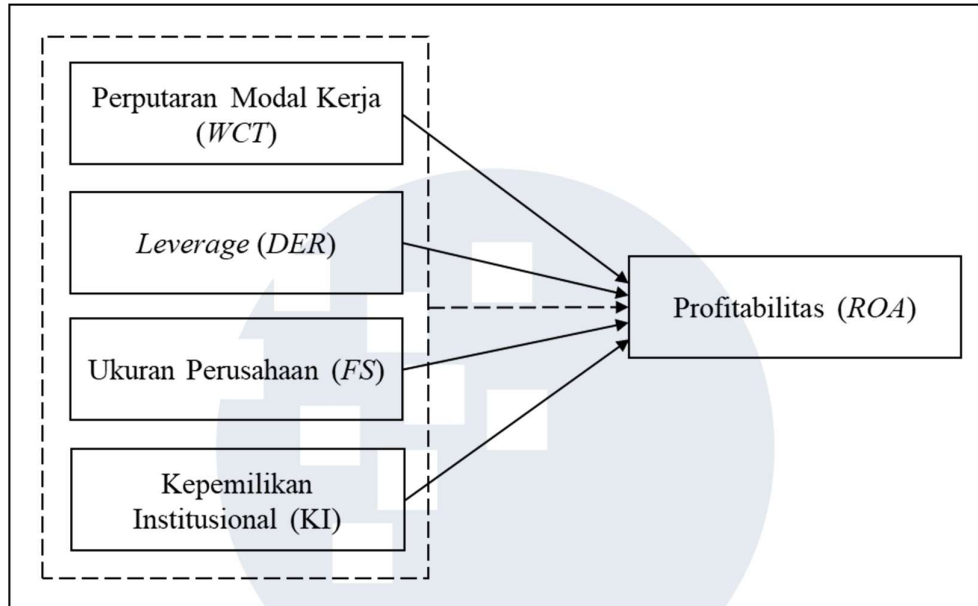 Perputaran Modal Kerja
(WCT)
Leverage (DER)
Ukuran Perusahaan (FS)
Kepemilikan
Institusional (KI)
Profitabilitas (ROA)